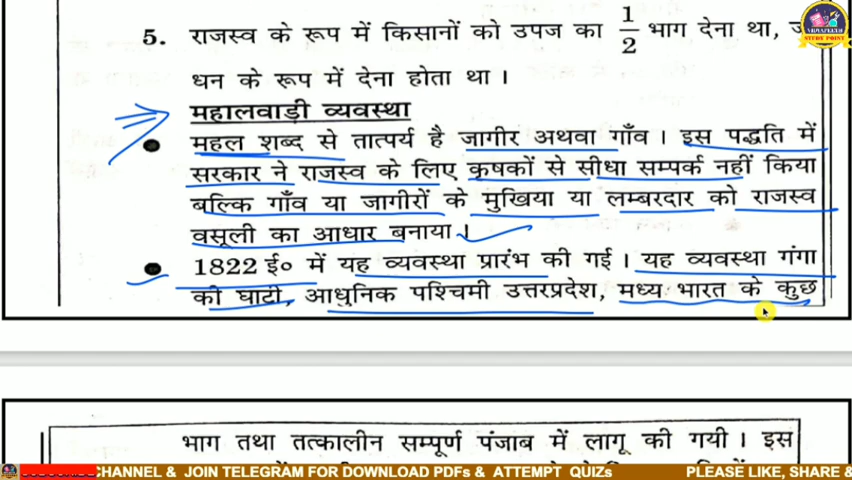 5. राजस्व के रूप में किसानों को उपज का 1/2 भाग देना था,
धन के रूप में देना होता था।
महालवाड़ी व्यवस्था
● महल शब्द से तात्पर्य है जागीर अथवा गाँव। इस पद्धति में
सरकार ने राजस्व के लिए कृषकों से सीधा सम्पर्क नहीं किया
बल्कि गाँव या जागीरों के मुखिया या लम्बरदार को राजस्व
वसूली का आधार बनाया।
● 1822 ई० में यह व्यवस्था प्रारंभ की गई। यह व्यवस्था गंगा
की घाटी, आधुनिक पश्चिमी उत्तरप्रदेश, मध्य भारत के कुछ
भाग तथा तत्कालीन सम्पूर्ण पंजाब में लागू की गयी। इस
CHANNEL & JOIN TELEGRAM FOR DOWNLOAD PDFs & ATTEMPT QUIZs PLEASE LIKE, SHARE &
STUDY POINT